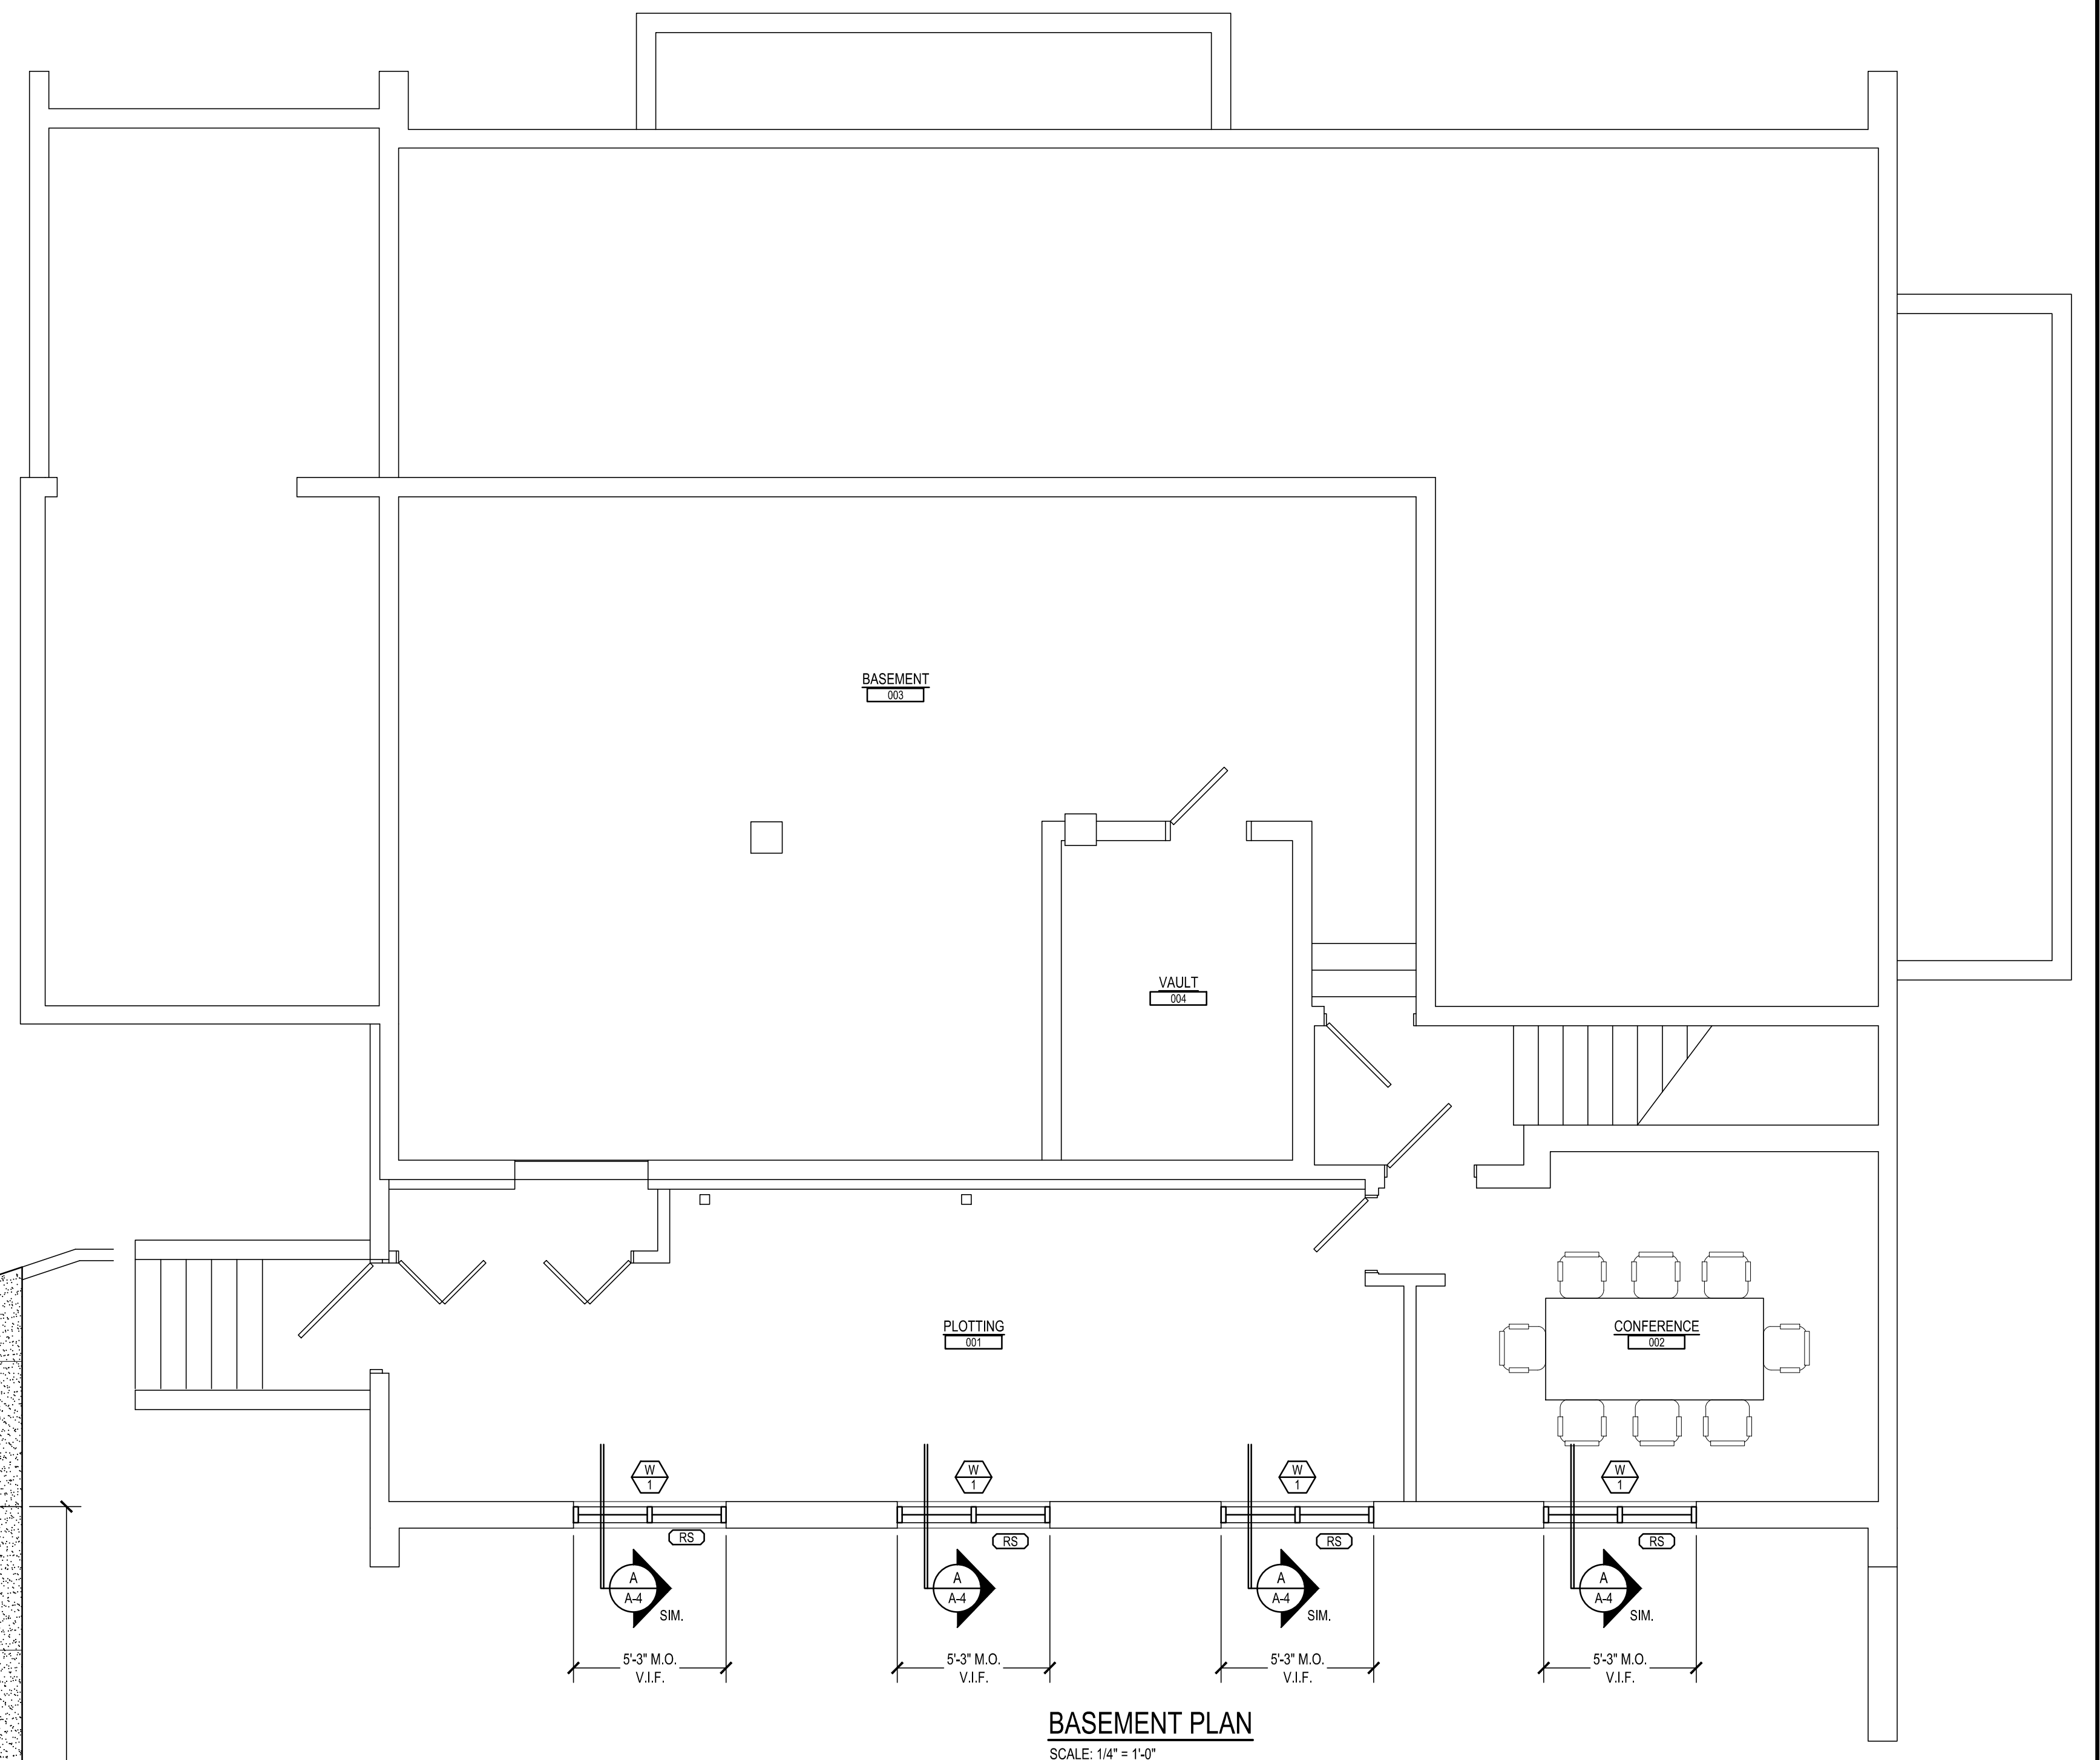 BASEMENT
003
VAULT
004
PLOTTING
001
CONFERENCE
002
W
1
W
1
W
1
W
1
RS
RS
RS
RS
A
A-4
SIM.
A
A-4
A
A-4
SIM.
A
A-4
SIM.
5'-3" M.O.
V.I.F.
5'-3" M.O.
V.I.F.
5'-3" M.O.
V.I.F.
5'-3" M.O.
V.I.F.
BASEMENT PLAN
SCALE: 1/4" = 1'-0"